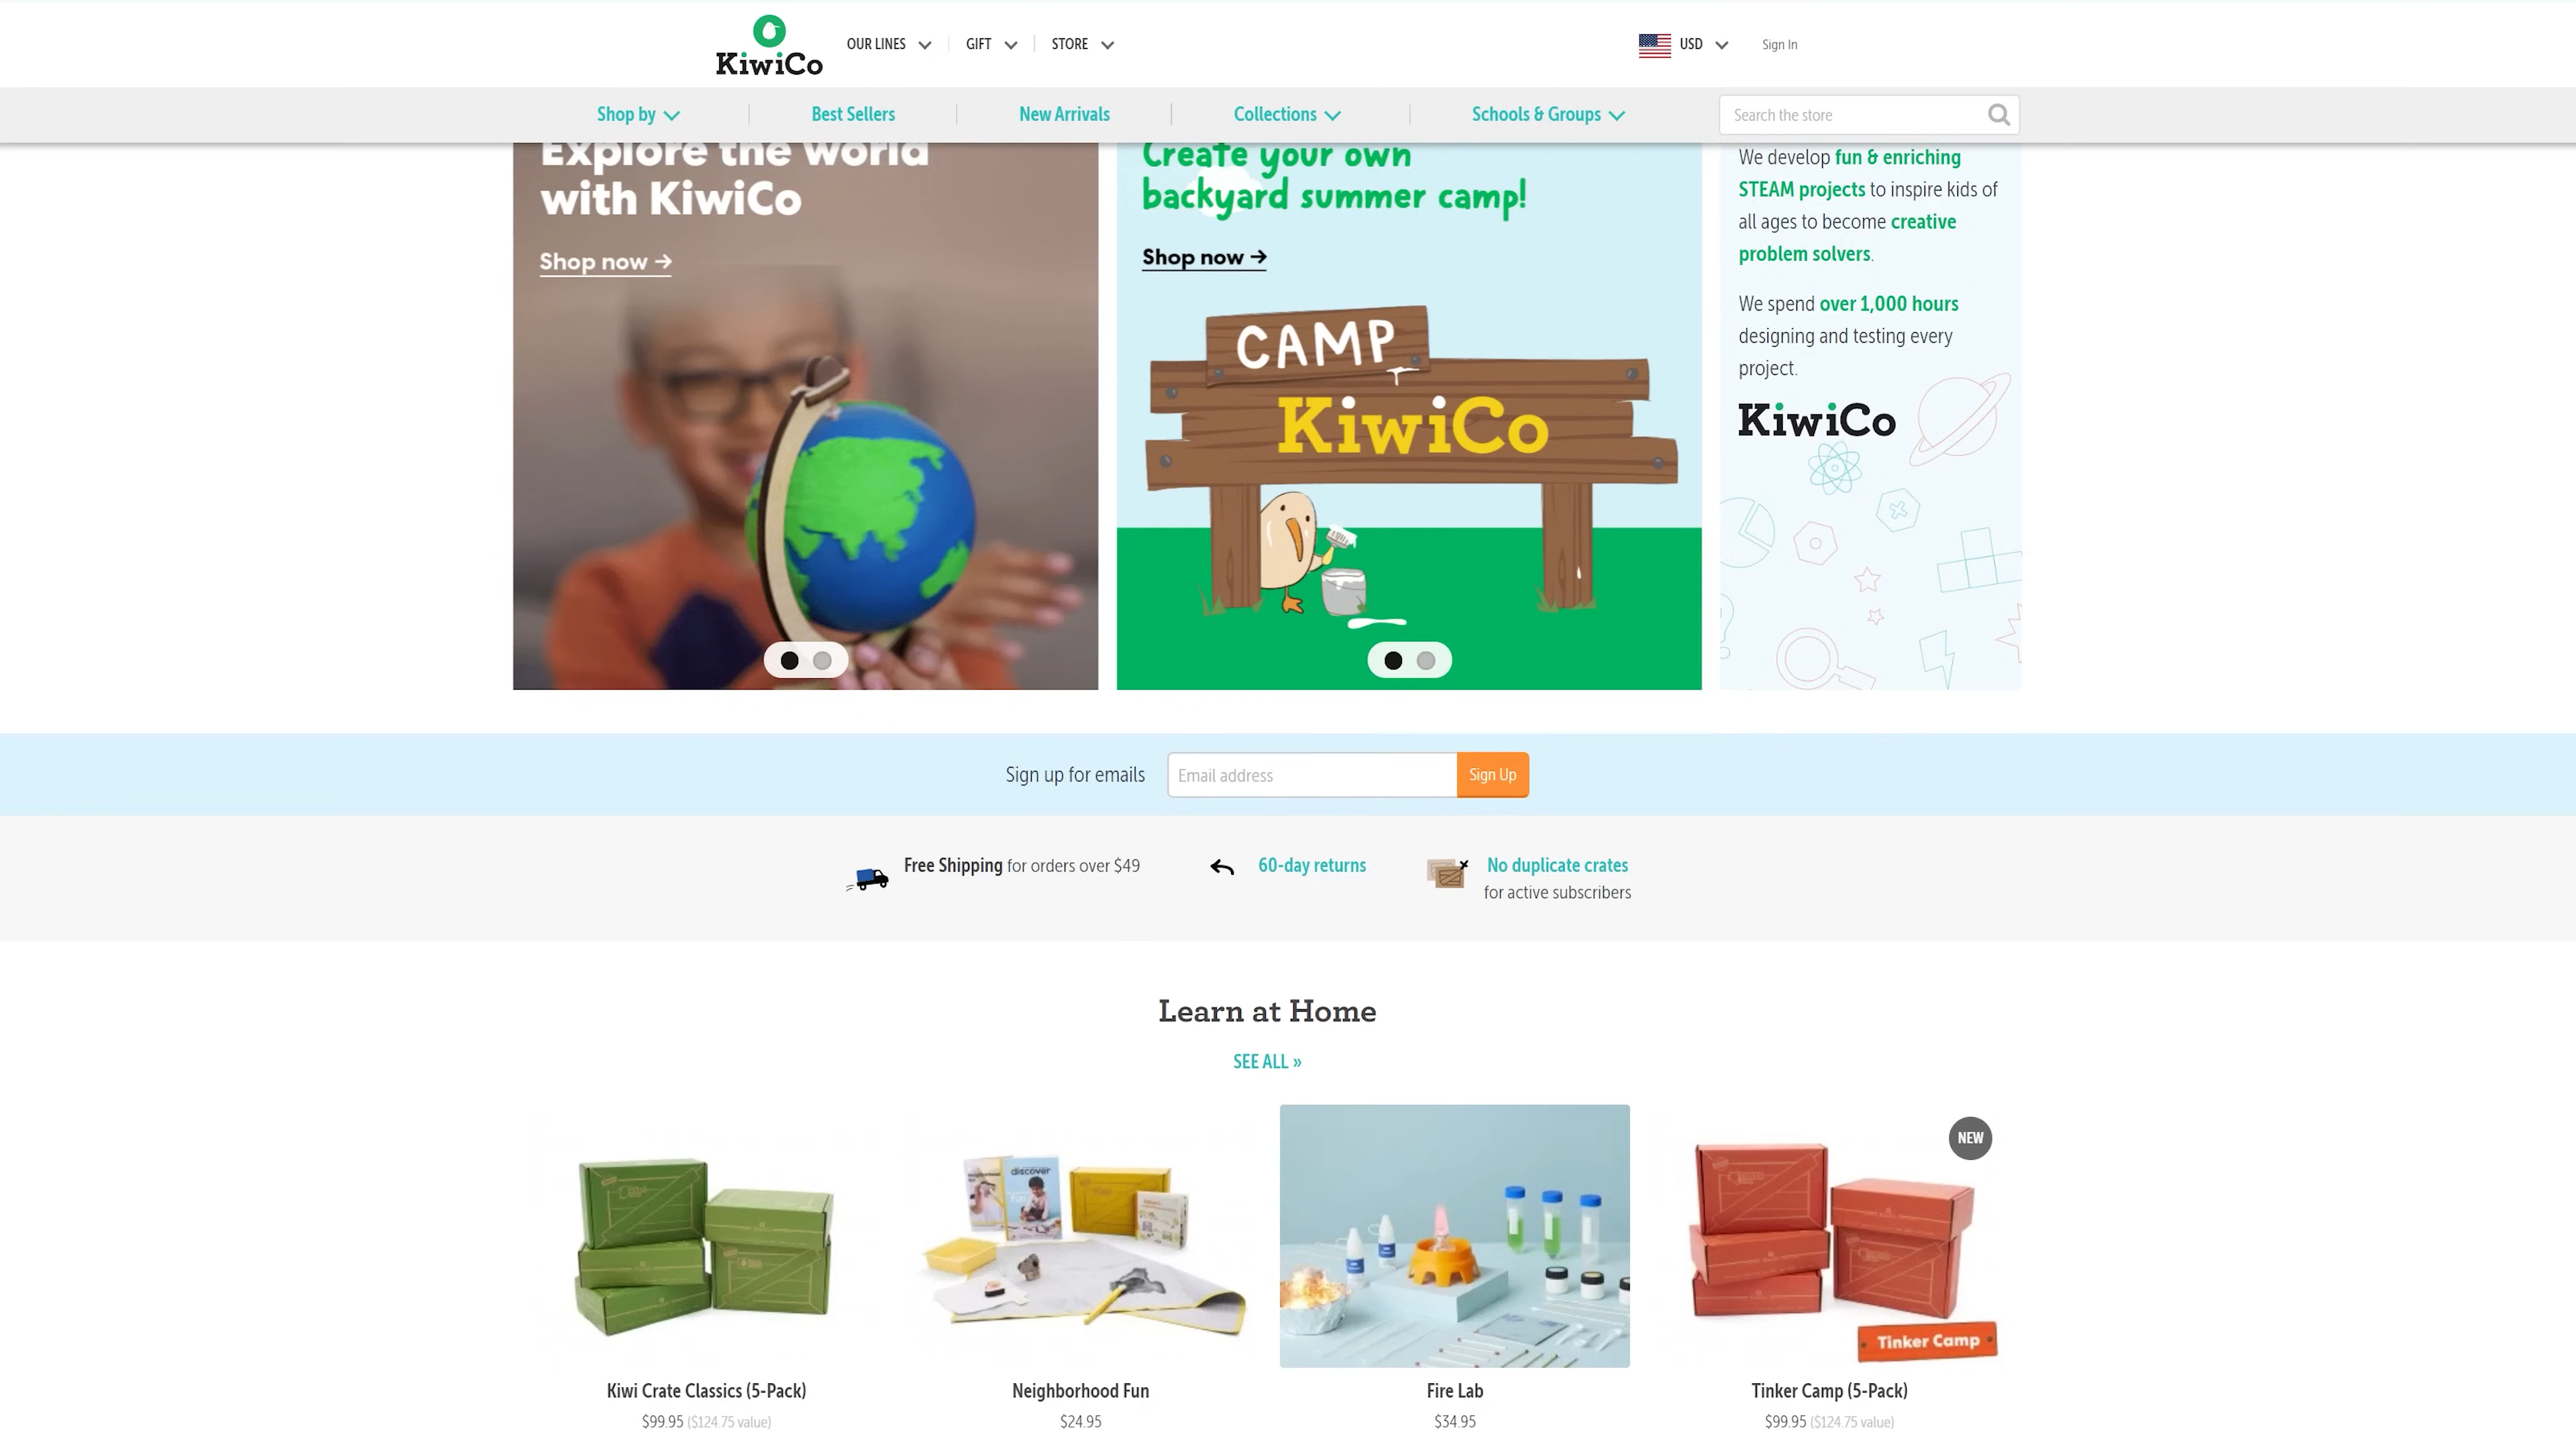 KiwiCo
OUR LINES
GIFT
STORE
USD
Sign In
Shop by
Best Sellers
New Arrivals
Collections
Schools & Groups
Search the store
Explore the world
with KiwiCo
Shop now →
Create your own
backyard summer camp!
Shop now →
CAMP
KiwiCo
We develop fun & enriching
STEAM projects to inspire kids of
all ages to become creative
problem solvers.
We spend over 1,000 hours
designing and testing every
project.
KiwiCo
Sign up for emails
Email address
Sign Up
Free Shipping for orders over $49
60-day returns
No duplicate crates
for active subscribers
Learn at Home
SEE ALL »
discover
NEW
Tinker Camp
Kiwi Crate Classics (5-Pack)
Neighborhood Fun
Fire Lab
Tinker Camp (5-Pack)
$99.95 ($124.75 value)
$24.95
$34.95
$99.95 ($124.75 value)